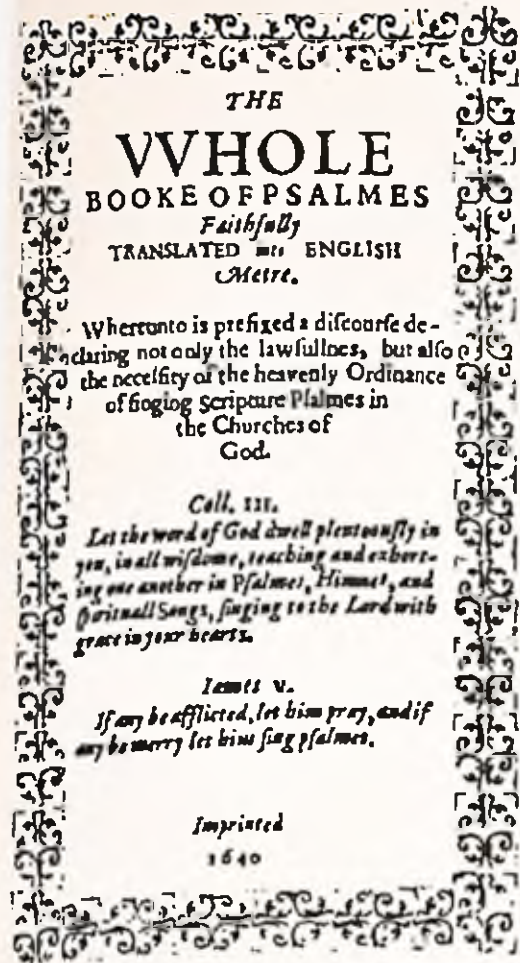 THE
VVHOLE
BOOKE OF PSALMES
Faithfully
TRANSLATED into ENGLISH
Metre.
Whereunto is prefixed a discourse de-
claring not only the lawfullnes, but also
the necessity of the heavenly Ordinance
of singing Scripture Psalmes in
the Churches of
God.
Coll. III.
Let the word of God dwell plenteously in
you, in all wisdome, teaching and exhort-
ing one another in Psalmes, Himnes, and
spirituall Songs, singing to the Lord with
grace in your hearts.
Iames v.
If any be afflicted, let him pray, and if
any be merry let him sing psalmes.
Imprinted
1640